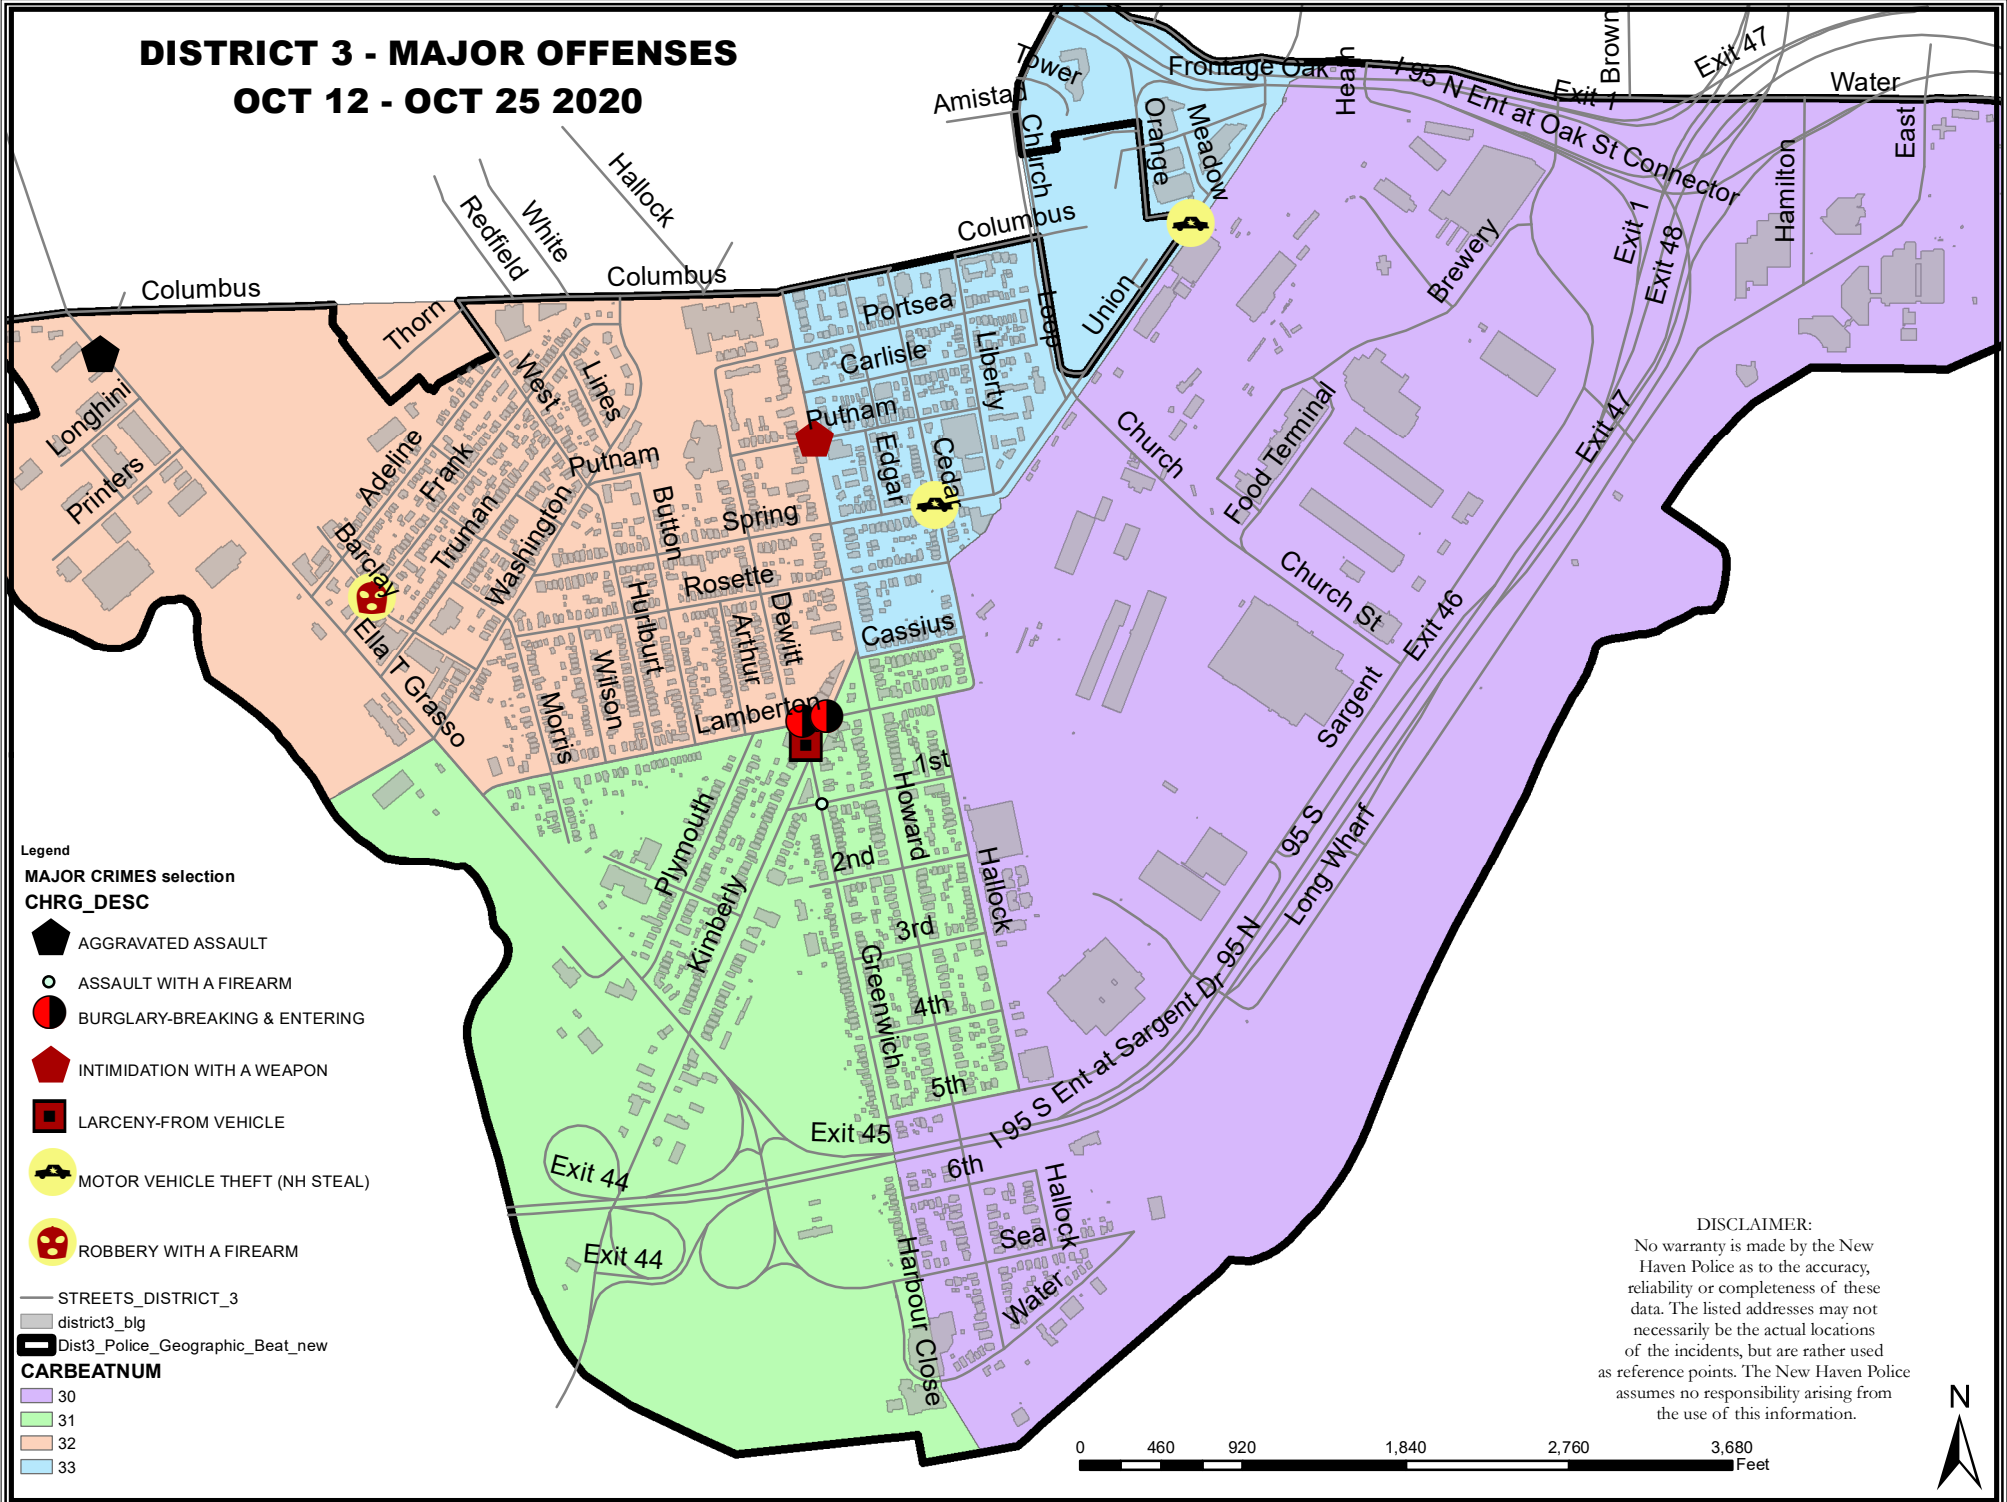 DISTRICT 3 - MAJOR OFFENSES
OCT 12 - OCT 25 2020
Tower
Amistad
Church
Orange
Meadow
Frontage Oak
Heath
I 95 N Ent at Oak St Connector
Exit 1
Brown
Exit 47
Water
East
Hamilton
Exit 1
Exit 48
Brewery
Hallock
White
Redfield
Columbus
Columbus
Columbus
Thorn
Portsea
Carlisle
Putnam
Liberty
Loop
Union
Edgar
Cedar
West
Lines
Longhini
Printers
Adeline
Frank
Truman
Washington
Barclay
Putnam
Button
Spring
Rosette
Hurlburt
Arthur
Dewitt
Wilson
Morris
Lamberton
Cassius
Ella T Grasso
Church
Food Terminal
Church St
Exit 47
Exit 46
Sargent
95 S
Long Wharf
95 N
I 95 S Ent at Sargent Dr
Plymouth
Kimberly
1st
Howard
2nd
Hallock
3rd
Greenwich
4th
5th
Exit 45
Exit 44
Exit 44
6th
Hallock
Sea
Water
Harbour Close
Legend
MAJOR CRIMES selection
CHRG_DESC
AGGRAVATED ASSAULT
ASSAULT WITH A FIREARM
BURGLARY-BREAKING & ENTERING
INTIMIDATION WITH A WEAPON
LARCENY-FROM VEHICLE
MOTOR VEHICLE THEFT (NH STEAL)
ROBBERY WITH A FIREARM
STREETS_DISTRICT_3
district3_blg
Dist3_Police_Geographic_Beat_new
CARBEATNUM
30
31
32
33
DISCLAIMER:
No warranty is made by the New
Haven Police as to the accuracy,
reliability or completeness of these
data. The listed addresses may not
necessarily be the actual locations
of the incidents, but are rather used
as reference points. The New Haven Police
assumes no responsibility arising from
the use of this information.
N
0 460 920 1,840 2,760 3,680
Feet